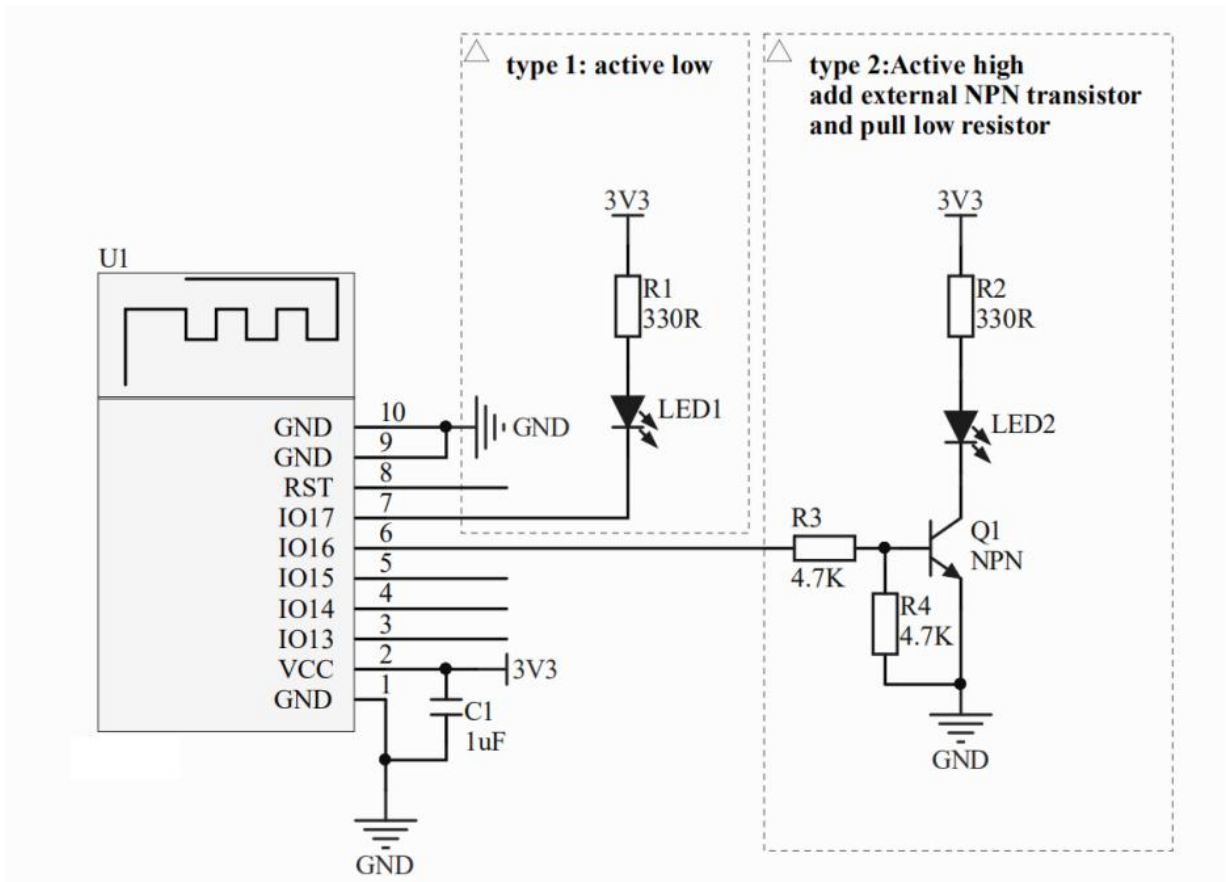 type 1: active low
type 2:Active high
add external NPN transistor
and pull low resistor
3V3
3V3
U1
R1
330R
R2
330R
LED1
LED2
GND
10
GND
GND
9
RST
8
IO17
7
IO16
6
IO15
5
IO14
4
IO13
3
VCC
2
3V3
GND
1
R3
4.7K
Q1
NPN
R4
4.7K
C1
1uF
GND
GND